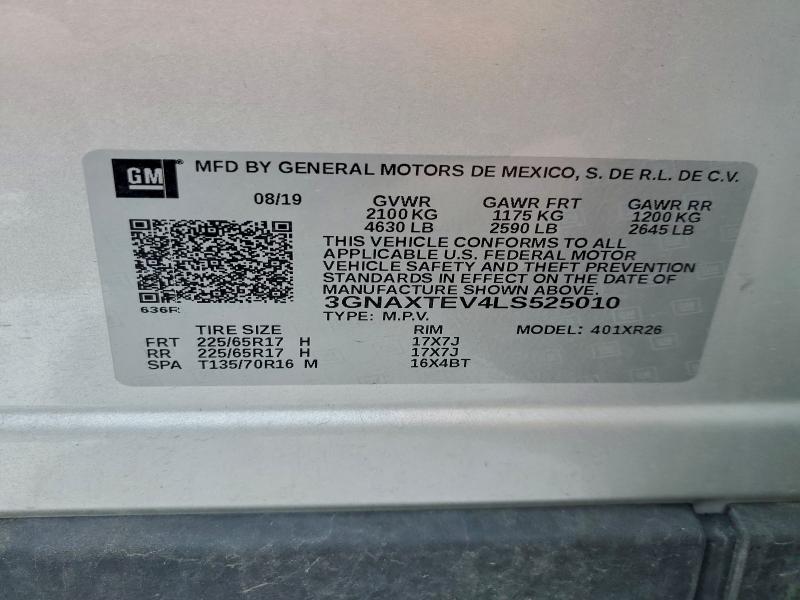 GM® MFD BY GENERAL MOTORS DE MEXICO, S. DE R.L. DE C.V.
08/19 GVWR GAWR FRT GAWR RR
2100 KG 1175 KG 1200 KG
4630 LB 2590 LB 2645 LB
THIS VEHICLE CONFORMS TO ALL
APPLICABLE U.S. FEDERAL MOTOR
VEHICLE SAFETY AND THEFT PREVENTION
STANDARDS IN EFFECT ON THE DATE OF
MANUFACTURE SHOWN ABOVE.
3GNAXTEV4LS525010
636R
TYPE: M.P.V.
TIRE SIZE RIM MODEL: 401XR26
FRT 225/65R17 H 17X7J
RR 225/65R17 H 17X7J
SPA T135/70R16 M 16X4BT